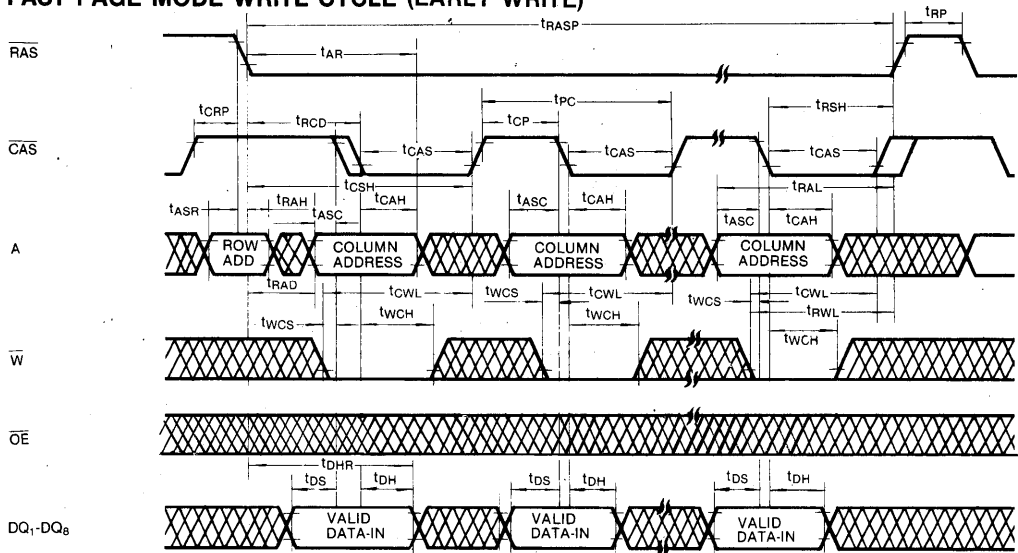 FAST PAGE MODE WRITE CYCLE (EARLY WRITE)
tRASP
tRP
RAS
tAR
tCRP
tRCD
tPC
tCP
tRSH
CAS
tCAS
tCAS
tCAS
tCSH
tRAL
tASR
tRAH
tASC
tCAH
tASC
tCAH
tASC
tCAH
A
ROW
ADD
COLUMN
ADDRESS
COLUMN
ADDRESS
COLUMN
ADDRESS
tRAD
tCWL
tWCS
tCWL
tWCS
tCWL
tRWL
tWCS
tWCH
tWCH
tWCH
W
OE
tDHR
tDS
tDH
tDS
tDH
tDS
tDH
DQ1-DQ8
VALID
DATA-IN
VALID
DATA-IN
VALID
DATA-IN